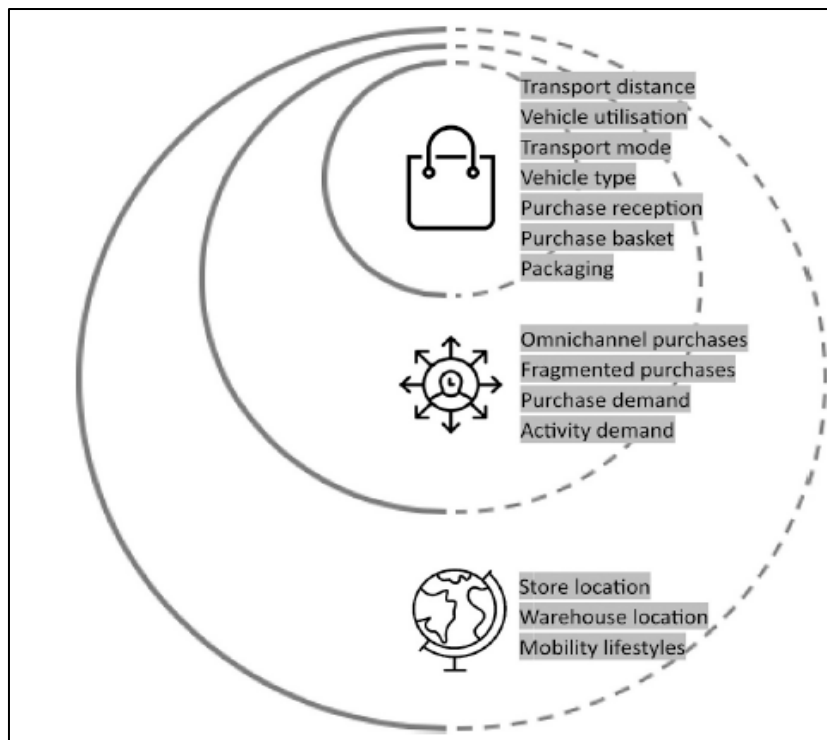 Transport distance
Vehicle utilisation
Transport mode
Vehicle type
Purchase reception
Purchase basket
Packaging
Omnichannel purchases
Fragmented purchases
Purchase demand
Activity demand
Store location
Warehouse location
Mobility lifestyles